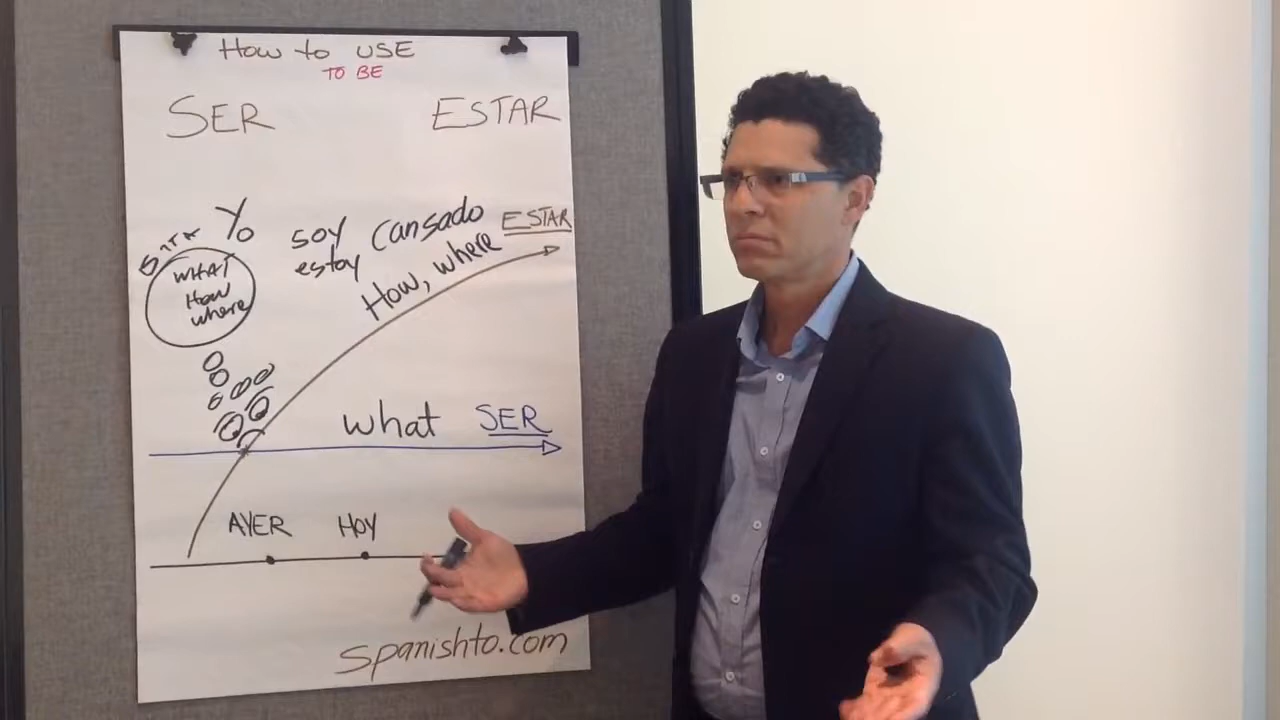 How to USE
TO BE
SER ESTAR
Yo soy Cansado
estoy
How, where ESTAR
WHAT
How
where
what SER
AYER HOY
spanishto.com